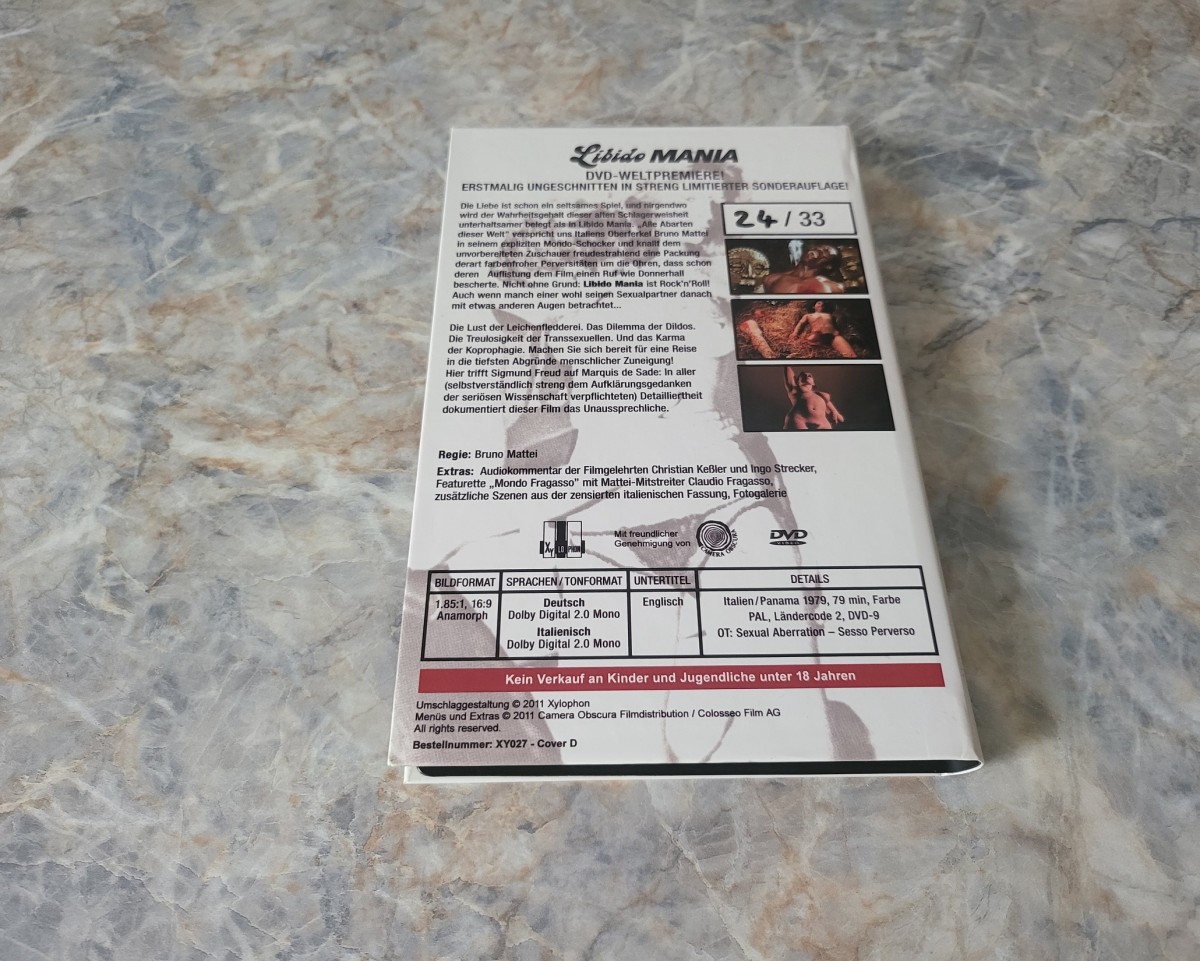 Libido MANIA
DVD-WELTPREMIERE!
ERSTMALIG UNGESCHNITTEN IN STRENG LIMITIERTER SONDERAUFLAGE!
Die Liebe ist schon ein seltsames Spiel, und nirgendwo
wird der Wahrheitsgehalt dieser alten Schlagerweisheit
unterhaltsamer belegt als in Libido Mania. „Alle Abarten
dieser Welt“ verspricht uns Italiens Oberferkel Bruno Mattei
in seinem expliziten Mondo-Schocker und knallt dem
unvorbereiteten Zuschauer freudestrahlend eine Packung
derart farbenfroher Perversitäten um die Ohren, dass schon
deren Auflistung dem Film einen Ruf wie Donnerhall
bescherte. Nicht ohne Grund: Libido Mania ist Rock'n'Roll!
Auch wenn manch einer wohl seinen Sexualpartner danach
mit etwas anderen Augen betrachtet...
24 / 33
Die Lust der Leichenfledderei. Das Dilemma der Dildos.
Die Treulosigkeit der Transsexuellen. Und das Karma
der Koprophagie. Machen Sie sich bereit für eine Reise
in die tiefsten Abgründe menschlicher Zuneigung!
Hier trifft Sigmund Freud auf Marquis de Sade: In aller
(selbstverständlich streng dem Aufklärungsgedanken
der seriösen Wissenschaft verpflichteten) Detailliertheit
dokumentiert dieser Film das Unaussprechliche.
Regie: Bruno Mattei
Extras: Audiokommentar der Filmgelehrten Christian Keßler und Ingo Strecker,
Featurette „Mondo Fragasso" mit Mattei-Mitstreiter Claudio Fragasso,
zusätzliche Szenen aus der zensierten italienischen Fassung, Fotogalerie
XYLOPHON
Mit freundlicher
Genehmigung von
CAMERA OBSCURA
DVD
VIDEO
BILDFORMAT SPRACHEN/TONFORMAT UNTERTITEL DETAILS
1.85:1, 16:9
Anamorph
Deutsch
Dolby Digital 2.0 Mono
Italienisch
Dolby Digital 2.0 Mono
Englisch
Italien/Panama 1979, 79 min, Farbe
PAL, Ländercode 2, DVD-9
OT: Sexual Aberration – Sesso Perverso
Kein Verkauf an Kinder und Jugendliche unter 18 Jahren
Umschlaggestaltung © 2011 Xylophon
Menüs und Extras © 2011 Camera Obscura Filmdistribution / Colosseo Film AG
All rights reserved.
Bestellnummer: XY027 - Cover D